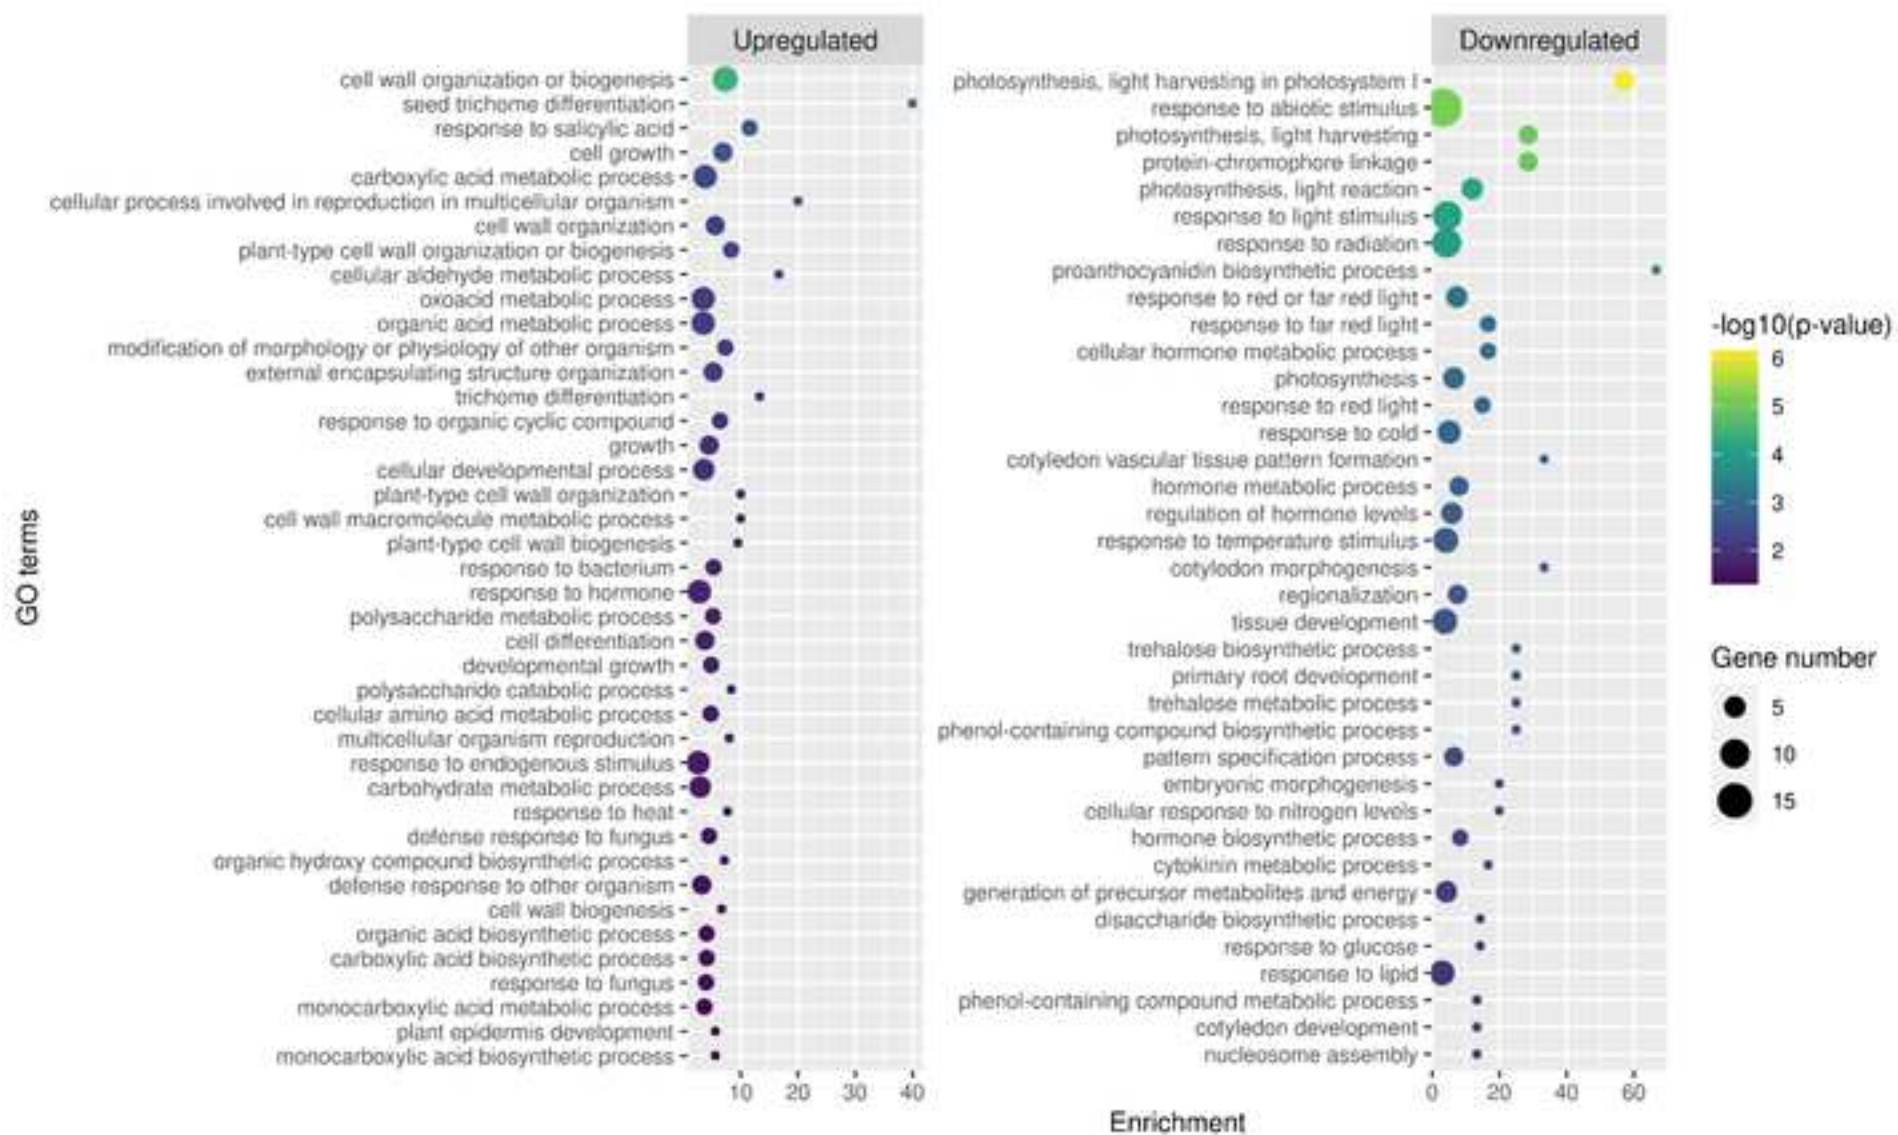 Upregulated
cell wall organization or biogenesis
seed trichome differentiation
response to salicylic acid
cell growth
carboxylic acid metabolic process
cellular process involved in reproduction in multicellular organism
cell wall organization
plant-type cell wall organization or biogenesis
cellular aldehyde metabolic process
oxoacid metabolic process
organic acid metabolic process
modification of morphology or physiology of other organism
external encapsulating structure organization
trichome differentiation
response to organic cyclic compound
growth
cellular developmental process
plant-type cell wall organization
cell wall macromolecule metabolic process
plant-type cell wall biogenesis
response to bacterium
response to hormone
polysaccharide metabolic process
cell differentiation
developmental growth
polysaccharide catabolic process
cellular amino acid metabolic process
multicellular organism reproduction
response to endogenous stimulus
carbohydrate metabolic process
response to heat
defense response to fungus
organic hydroxy compound biosynthetic process
defense response to other organism
cell wall biogenesis
organic acid biosynthetic process
carboxylic acid biosynthetic process
response to fungus
monocarboxylic acid metabolic process
plant epidermis development
monocarboxylic acid biosynthetic process
10 20 30 40
GO terms
Downregulated
photosynthesis, light harvesting in photosystem I
response to abiotic stimulus
photosynthesis, light harvesting
protein-chromophore linkage
photosynthesis, light reaction
response to light stimulus
response to radiation
proanthocyanidin biosynthetic process
response to red or far red light
response to far red light
cellular hormone metabolic process
photosynthesis
response to red light
response to cold
cotyledon vascular tissue pattern formation
hormone metabolic process
regulation of hormone levels
response to temperature stimulus
cotyledon morphogenesis
regionalization
tissue development
trehalose biosynthetic process
primary root development
trehalose metabolic process
phenol-containing compound biosynthetic process
pattern specification process
embryonic morphogenesis
cellular response to nitrogen levels
hormone biosynthetic process
cytokinin metabolic process
generation of precursor metabolites and energy
disaccharide biosynthetic process
response to glucose
response to lipid
phenol-containing compound metabolic process
cotyledon development
nucleosome assembly
0 20 40 60
Enrichment
-log10(p-value)
6
5
4
3
2
Gene number
5
10
15